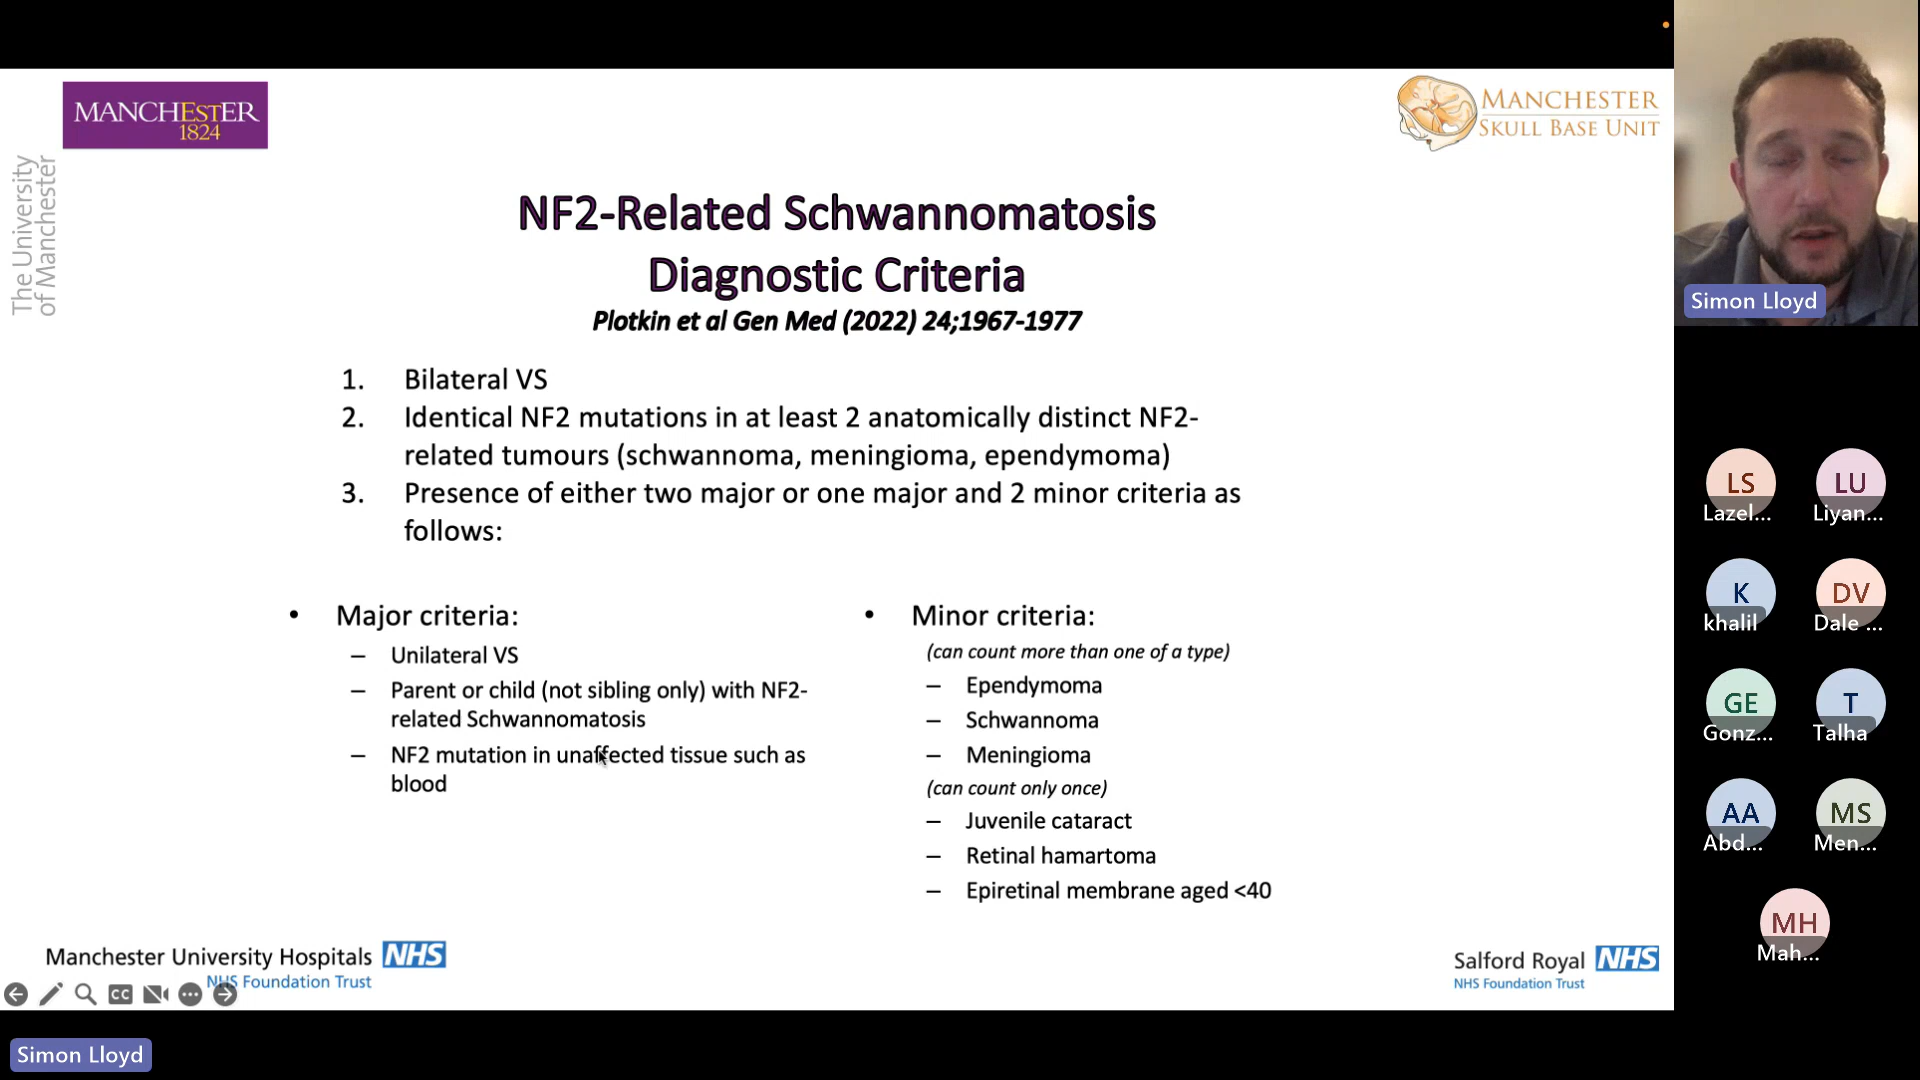 MANCHESTER
1824
The University
of Manchester
MANCHESTER
SKULL BASE UNIT
NF2-Related Schwannomatosis
Diagnostic Criteria
Plotkin et al Gen Med (2022) 24;1967-1977
1. Bilateral VS
2. Identical NF2 mutations in at least 2 anatomically distinct NF2-
related tumours (schwannoma, meningioma, ependymoma)
3. Presence of either two major or one major and 2 minor criteria as
follows:
• Major criteria:
– Unilateral VS
– Parent or child (not sibling only) with NF2-
related Schwannomatosis
– NF2 mutation in unaffected tissue such as
blood
• Minor criteria:
(can count more than one of a type)
– Ependymoma
– Schwannoma
– Meningioma
(can count only once)
– Juvenile cataract
– Retinal hamartoma
– Epiretinal membrane aged <40
Manchester University Hospitals NHS
NHS Foundation Trust
Salford Royal NHS
NHS Foundation Trust
CC
Simon Lloyd
Simon Lloyd
LS
Lazel...
LU
Liyan...
K
khalil
DV
Dale ...
GE
Gonz...
T
Talha
AA
Abd...
MS
Men...
MH
Mah...